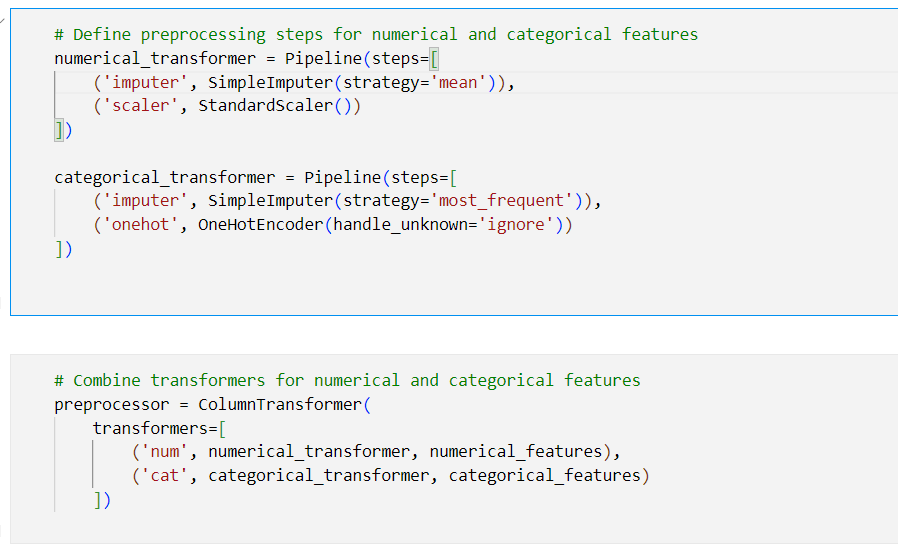 # Define preprocessing steps for numerical and categorical features
numerical_transformer = Pipeline(steps=[
    ('imputer', SimpleImputer(strategy='mean')),
    ('scaler', StandardScaler())
])
categorical_transformer = Pipeline(steps=[
    ('imputer', SimpleImputer(strategy='most_frequent')),
    ('onehot', OneHotEncoder(handle_unknown='ignore'))
])
# Combine transformers for numerical and categorical features
preprocessor = ColumnTransformer(
    transformers=[
        ('num', numerical_transformer, numerical_features),
        ('cat', categorical_transformer, categorical_features)
    ])